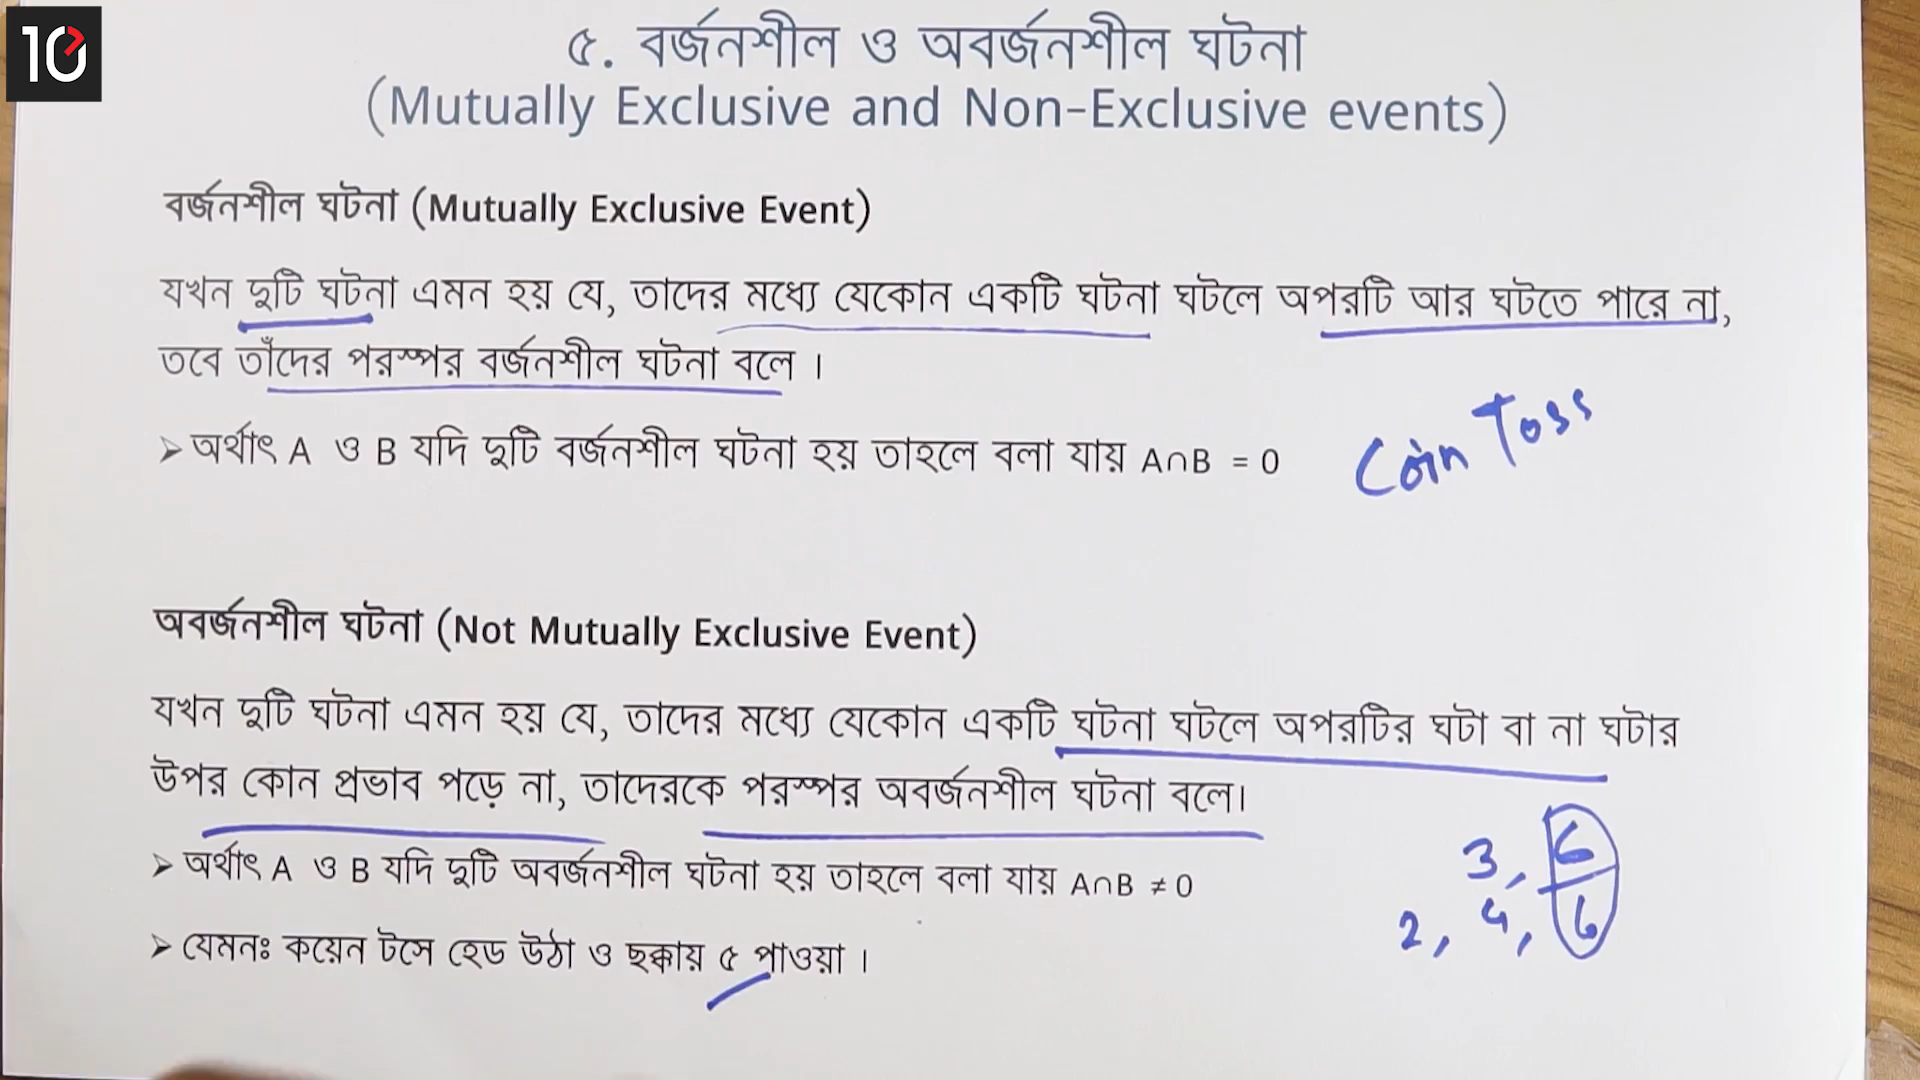 10
৫. বর্জনশীল ও অবর্জনশীল ঘটনা
(Mutually Exclusive and Non-Exclusive events)
বর্জনশীল ঘটনা (Mutually Exclusive Event)
যখন দুটি ঘটনা এমন হয় যে, তাদের মধ্যে যেকোন একটি ঘটনা ঘটলে অপরটি আর ঘটতে পারে না,
তবে তাঁদের পরস্পর বর্জনশীল ঘটনা বলে ।
➢ অর্থাৎ A ও B যদি দুটি বর্জনশীল ঘটনা হয় তাহলে বলা যায় A∩B = 0
Coin Toss
অবর্জনশীল ঘটনা (Not Mutually Exclusive Event)
যখন দুটি ঘটনা এমন হয় যে, তাদের মধ্যে যেকোন একটি ঘটনা ঘটলে অপরটির ঘটা বা না ঘটার
উপর কোন প্রভাব পড়ে না, তাদেরকে পরস্পর অবর্জনশীল ঘটনা বলে।
➢ অর্থাৎ A ও B যদি দুটি অবর্জনশীল ঘটনা হয় তাহলে বলা যায় A∩B ≠ 0
➢ যেমনঃ কয়েন টসে হেড উঠা ও ছক্কায় ৫ পাওয়া ।
3, 6
2, 4, 6